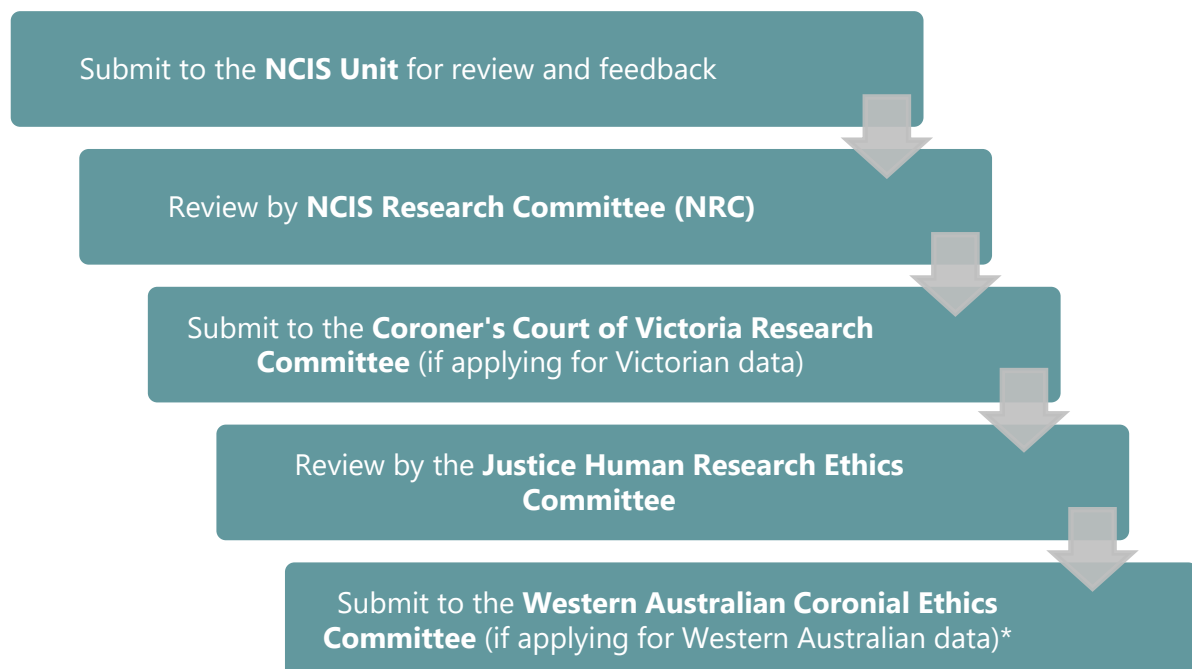 Submit to the NCIS Unit for review and feedback
Review by NCIS Research Committee (NRC)
Submit to the Coroner's Court of Victoria Research
Committee (if applying for Victorian data)
Review by the Justice Human Research Ethics
Committee
Submit to the Western Australian Coronial Ethics
Committee (if applying for Western Australian data)*